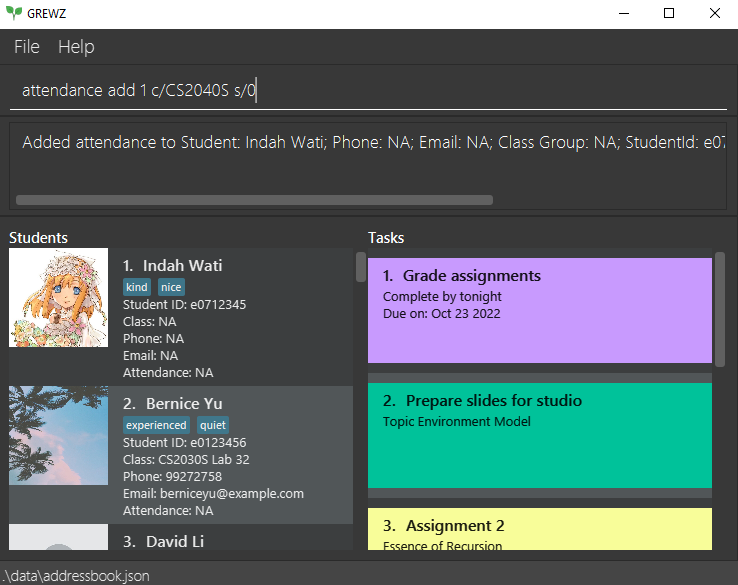 GREWZ
File Help
attendance add 1 c/CS2040S s/0
Added attendance to Student: Indah Wati; Phone: NA; Email: NA; Class Group: NA; StudentId: e07
Students
1. Indah Wati
kind nice
Student ID: e0712345
Class: NA
Phone: NA
Email: NA
Attendance: NA
2. Bernice Yu
experienced quiet
Student ID: e0123456
Class: CS2030S Lab 32
Phone: 99272758
Email: berniceyu@example.com
Attendance: NA
3. David Li
Tasks
1. Grade assignments
Complete by tonight
Due on: Oct 23 2022
2. Prepare slides for studio
Topic Environment Model
3. Assignment 2
Essence of Recursion
.\data\addressbook.json